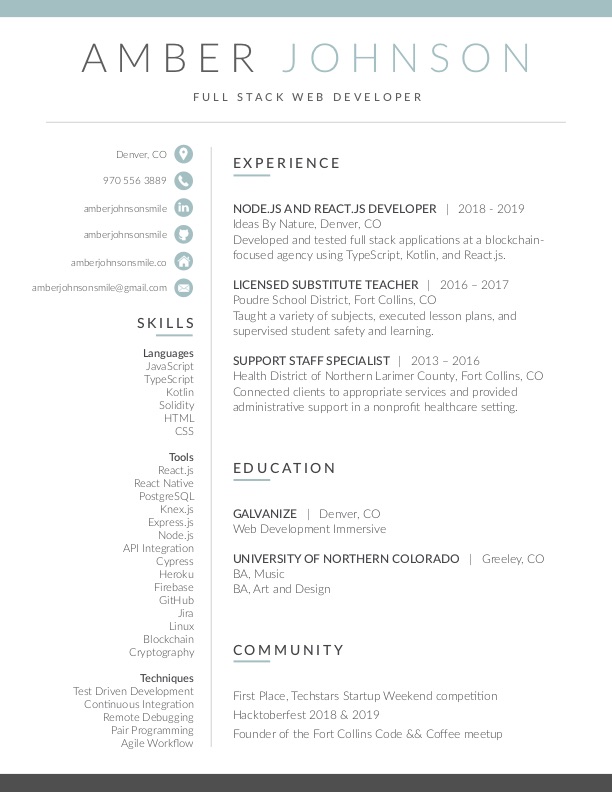 AMBER JOHNSON
FULL STACK WEB DEVELOPER
Denver, CO
970 556 3889
amberjohnsonsmile
amberjohnsonsmile
amberjohnsonsmile.co
amberjohnsonsmile@gmail.com
SKILLS
Languages
JavaScript
TypeScript
Kotlin
Solidity
HTML
CSS
Tools
React.js
React Native
PostgreSQL
Knex.js
Express.js
Node.js
API Integration
Cypress
Heroku
Firebase
GitHub
Jira
Linux
Blockchain
Cryptography
Techniques
Test Driven Development
Continuous Integration
Remote Debugging
Pair Programming
Agile Workflow
EXPERIENCE
NODE.JS AND REACT.JS DEVELOPER | 2018 - 2019
Ideas By Nature, Denver, CO
Developed and tested full stack applications at a blockchain-
focused agency using TypeScript, Kotlin, and React.js.
LICENSED SUBSTITUTE TEACHER | 2016 – 2017
Poudre School District, Fort Collins, CO
Taught a variety of subjects, executed lesson plans, and
supervised student safety and learning.
SUPPORT STAFF SPECIALIST | 2013 – 2016
Health District of Northern Larimer County, Fort Collins, CO
Connected clients to appropriate services and provided
administrative support in a nonprofit healthcare setting.
EDUCATION
GALVANIZE | Denver, CO
Web Development Immersive
UNIVERSITY OF NORTHERN COLORADO | Greeley, CO
BA, Music
BA, Art and Design
COMMUNITY
First Place, Techstars Startup Weekend competition
Hacktoberfest 2018 & 2019
Founder of the Fort Collins Code && Coffee meetup